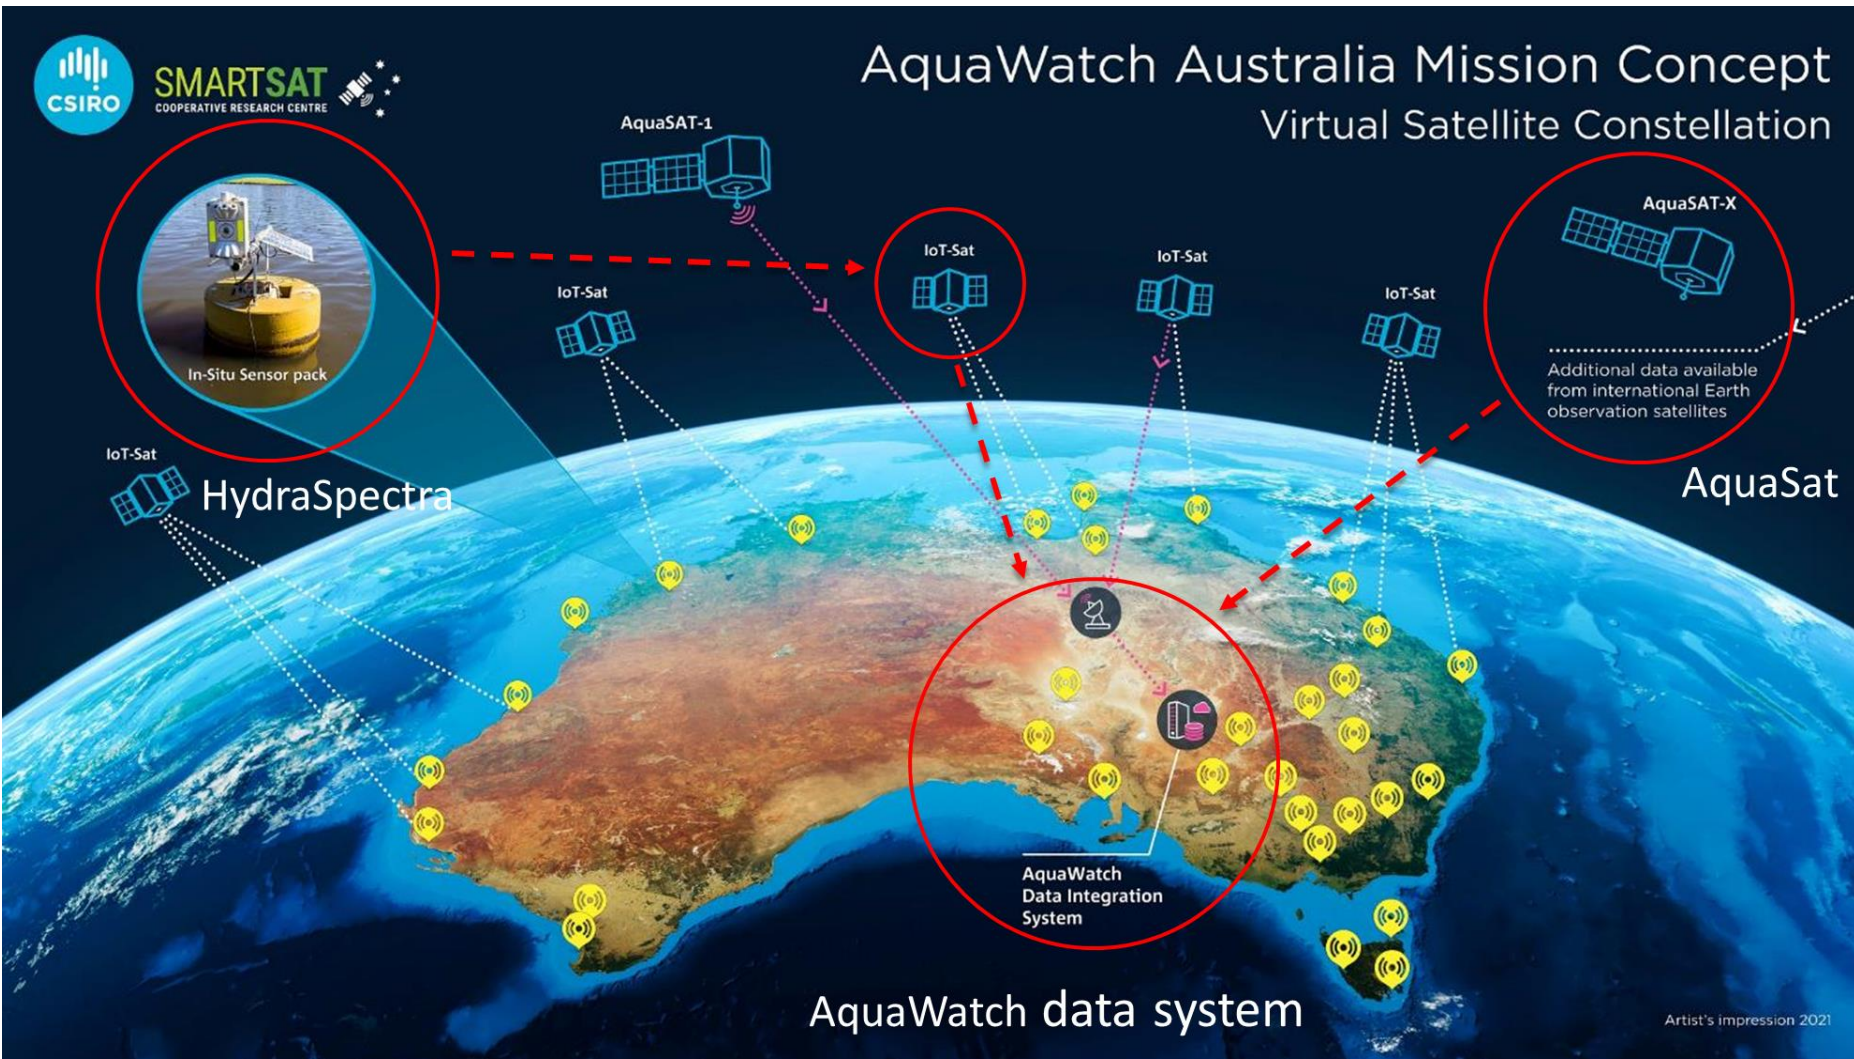 CSIRO
SMARTSAT
COOPERATIVE RESEARCH CENTRE
AquaWatch Australia Mission Concept
Virtual Satellite Constellation
AquaSAT-1
AquaSAT-X
IoT-Sat
IoT-Sat
IoT-Sat
IoT-Sat
In-Situ Sensor pack
Additional data available
from international Earth
observation satellites
IoT-Sat
HydraSpectra
AquaSat
AquaWatch
Data Integration
System
AquaWatch data system
Artist's impression 2021